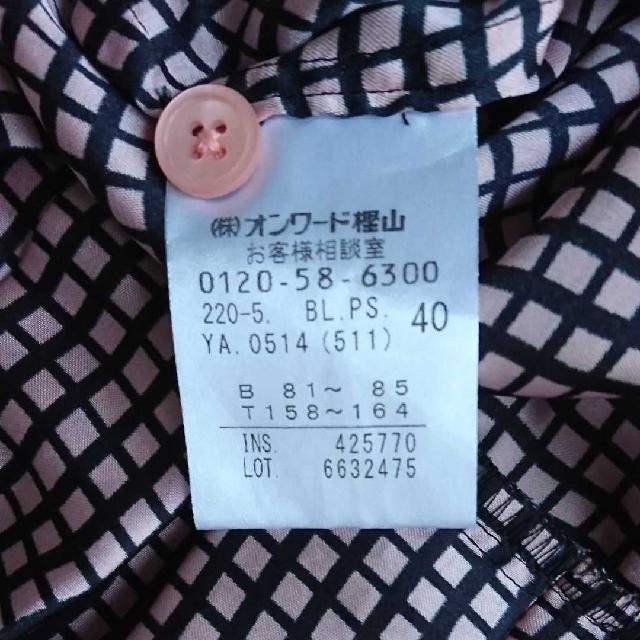 (株)オンワード樫山
お客様相談室
0120-58-6300
220-5. BL.PS. 40
YA.0514(511)
B 81〜 85
T158〜164
INS. 425770
LOT. 6632475